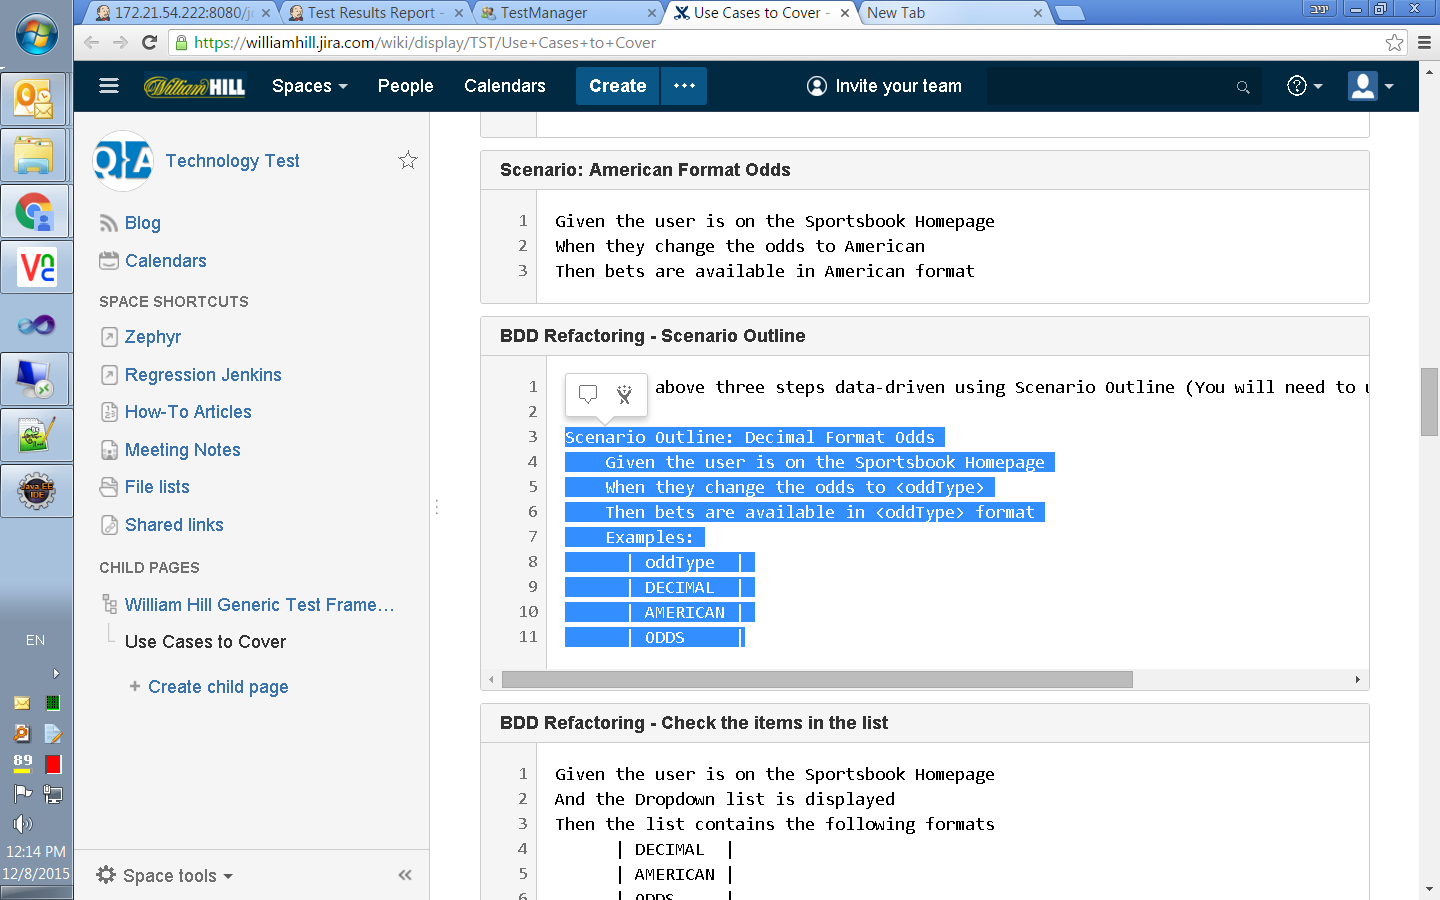 172.21.54.222:8080/j
Test Results Report -
TestManager
Use Cases to Cover -
New Tab
יניב
https://williamhill.jira.com/wiki/display/TST/Use+Cases+to+Cover
William HILL
Spaces
People
Calendars
Create
Invite your team
Technology Test
Blog
Calendars
SPACE SHORTCUTS
Zephyr
Regression Jenkins
How-To Articles
Meeting Notes
File lists
Shared links
CHILD PAGES
William Hill Generic Test Frame...
Use Cases to Cover
+ Create child page
Space tools
Scenario: American Format Odds
1 Given the user is on the Sportsbook Homepage
2 When they change the odds to American
3 Then bets are available in American format
BDD Refactoring - Scenario Outline
1 above three steps data-driven using Scenario Outline (You will need to u
2
3 Scenario Outline: Decimal Format Odds
4 Given the user is on the Sportsbook Homepage
5 When they change the odds to <oddType>
6 Then bets are available in <oddType> format
7 Examples:
8 | oddType |
9 | DECIMAL |
10 | AMERICAN |
11 | ODDS |
BDD Refactoring - Check the items in the list
1 Given the user is on the Sportsbook Homepage
2 And the Dropdown list is displayed
3 Then the list contains the following formats
4 | DECIMAL |
5 | AMERICAN |
6 | ODDS |
EN
89
12:14 PM
12/8/2015